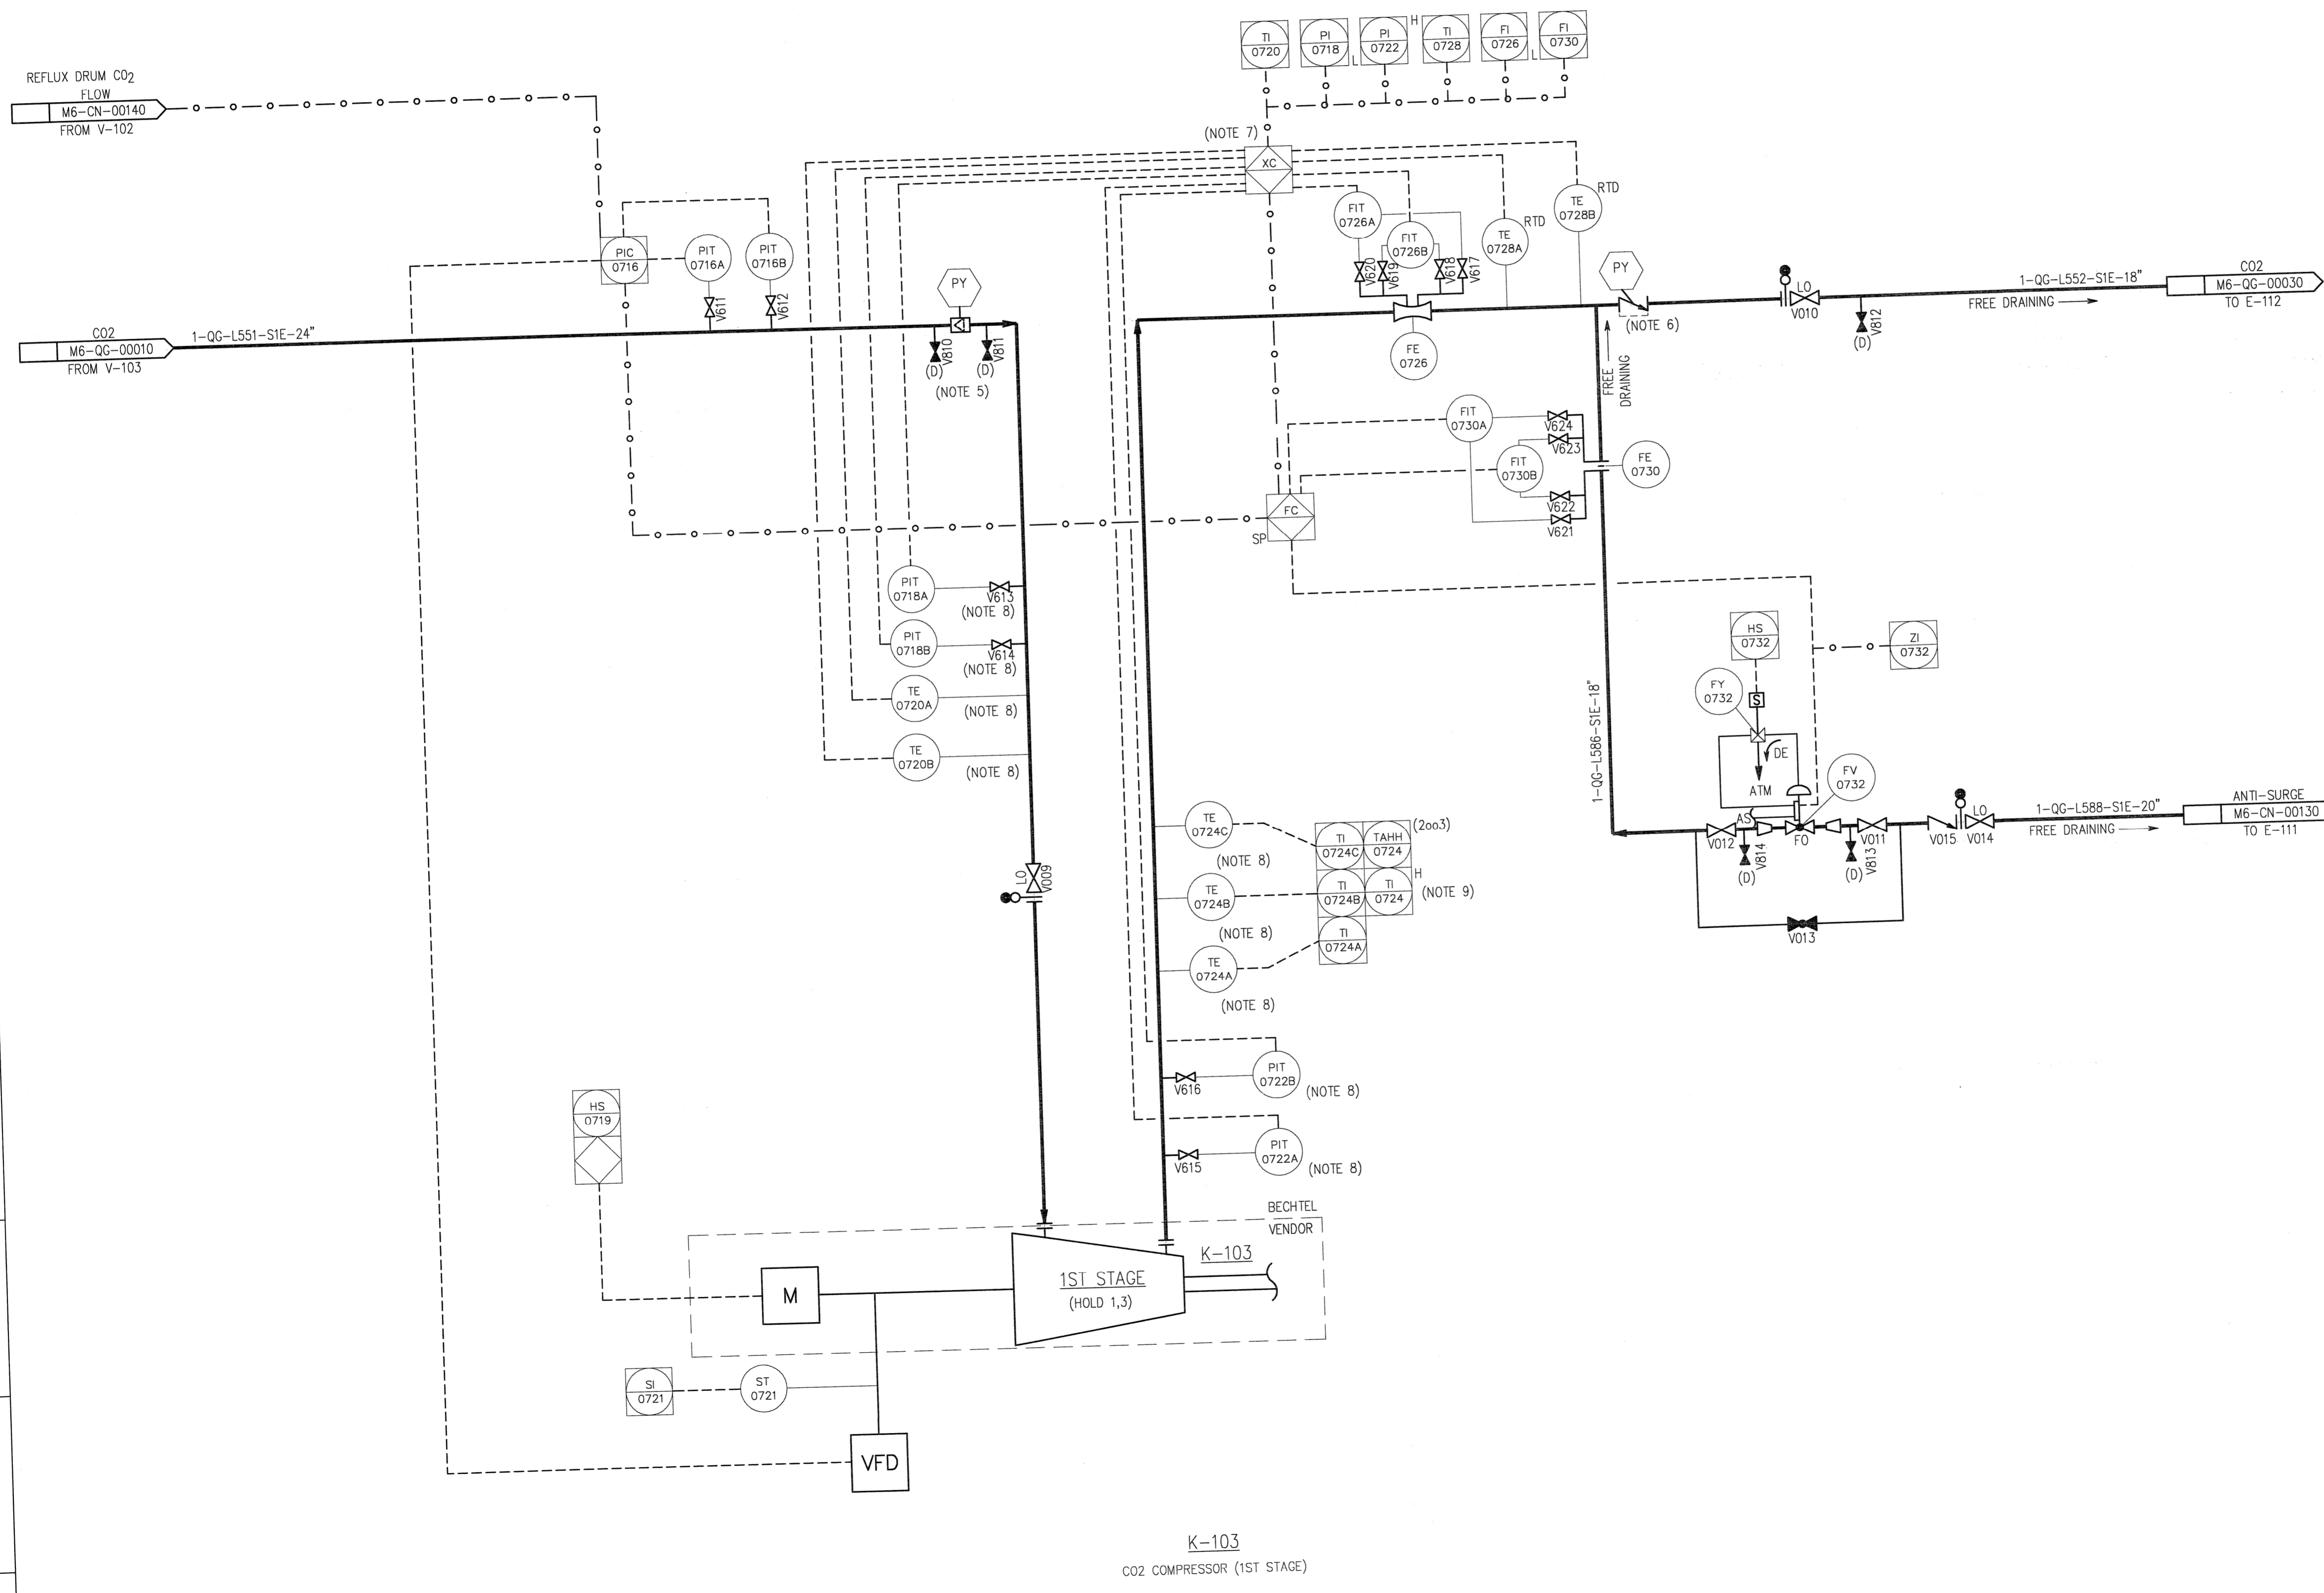 TI
0720
PI
0718
L
PI
0722
H
TI
0728
FI
0726
L
FI
0730
REFLUX DRUM CO2
FLOW
M6-CN-00140
FROM V-102
(NOTE 7)
XC
PIC
0716
PIT
0716A
PIT
0716B
V611
V612
PY
CO2
M6-QG-00010
FROM V-103
1-QG-L551-S1E-24"
V810
(D)
V811
(D)
(NOTE 5)
FIT
0726A
FIT
0726B
V620
V619
V618
V617
FE
0726
TE
0728A
RTD
TE
0728B
RTD
PY
(NOTE 6)
LO
V010
V812
(D)
1-QG-L552-S1E-18"
FREE DRAINING
CO2
M6-QG-00030
TO E-112
FREE
DRAINING
FIT
0730A
FIT
0730B
V624
V623
V622
V621
FE
0730
FC
SP
PIT
0718A
V613
(NOTE 8)
PIT
0718B
V614
(NOTE 8)
TE
0720A
(NOTE 8)
TE
0720B
(NOTE 8)
1-QG-L586-S1E-18"
HS
0732
ZI
0732
FY
0732
S
DE
ATM
FV
0732
AS
FO
V012
V814
(D)
V813
(D)
V011
V015
LO
V014
V013
1-QG-L588-S1E-20"
FREE DRAINING
ANTI-SURGE
M6-CN-00130
TO E-111
LO
V009
TE
0724C
(NOTE 8)
TE
0724B
(NOTE 8)
TE
0724A
(NOTE 8)
TI
0724C
TAHH
0724
(2oo3)
TI
0724B
TI
0724
H
(NOTE 9)
TI
0724A
V616
PIT
0722B
(NOTE 8)
V615
PIT
0722A
(NOTE 8)
HS
0719
BECHTEL
VENDOR
M
1ST STAGE
(HOLD 1,3)
K-103
SI
0721
ST
0721
VFD
K-103
CO2 COMPRESSOR (1ST STAGE)